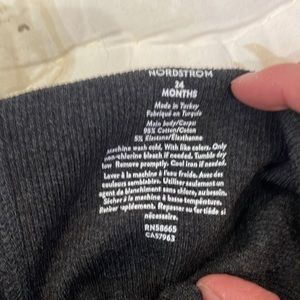 NORDSTROM
24
MONTHS
Made in Turkey
Fabriqué en Turquie
Main body/Corps:
95% Cotton/Coton
5% Elastane/Elasthanne
machine wash cold. With like colors. Only
non-chlorine bleach if needed. Tumble dry
low. Remove promptly. Cool iron if needed.
Laver à la machine à l'eau froide. Avec des
couleurs semblables. Utiliser seulement un
agent de blanchiment sans chlore, au besoin.
Sécher à la machine à basse température.
Retirer rapidement. Repasser au fer tiède si
nécessaire.
RN58665
CA57963